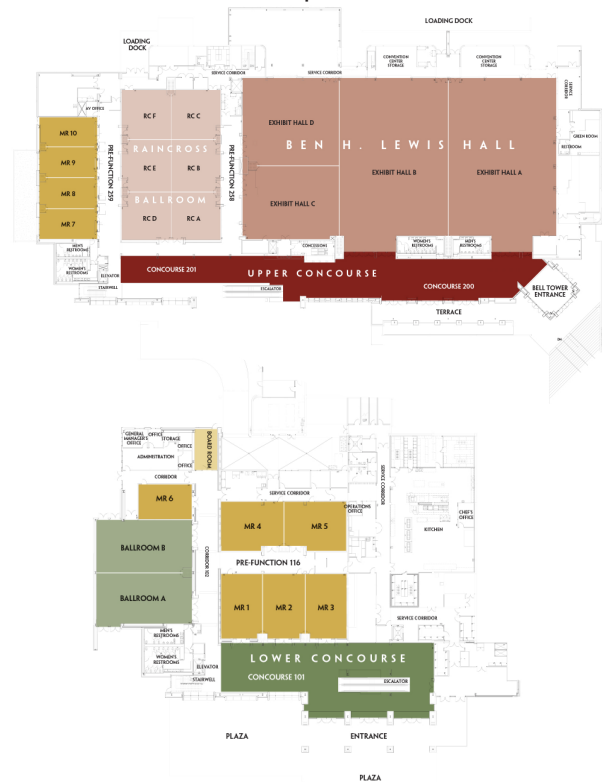 LOADING DOCK
LOADING
DOCK
CONVENTION
CENTER
STORAGE
CONVENTION
CENTER
STORAGE
SERVICE CORRIDOR
SERVICE CORRIDOR
SERVICE
CORRIDOR
AV OFFICE
RC F
RC C
EXHIBIT HALL D
GREEN ROOM
RESTROOM
MR 10
RAINCROSS
BEN H. LEWIS HALL
MR 9
PRE-FUNCTION 259
RC E
RC B
PRE-FUNCTION 258
EXHIBIT HALL B
EXHIBIT HALL A
MR 8
BALLROOM
EXHIBIT HALL C
MR 7
RC D
RC A
MEN'S
RESTROOMS
CONCESSIONS
WOMEN'S
RESTROOMS
MEN'S
RESTROOMS
WOMEN'S
RESTROOMS
ELEVATOR
STAIRWELL
CONCOURSE 201
UPPER CONCOURSE
ESCALATOR
CONCOURSE 200
BELL TOWER
ENTRANCE
TERRACE
GENERAL
MANAGER'S
OFFICE
OFFICE
STORAGE
OFFICE
BOARD ROOM
ADMINISTRATION
OFFICE
CORRIDOR
SERVICE CORRIDOR
SERVICE CORRIDOR
MR 6
MR 4
MR 5
OPERATIONS
OFFICE
CHEF'S
OFFICE
KITCHEN
BALLROOM B
CORRIDOR 102
PRE-FUNCTION 116
BALLROOM A
MR 1
MR 2
MR 3
SERVICE CORRIDOR
MEN'S
RESTROOMS
WOMEN'S
RESTROOMS
ELEVATOR
STAIRWELL
LOWER CONCOURSE
CONCOURSE 101
ESCALATOR
PLAZA
ENTRANCE
PLAZA